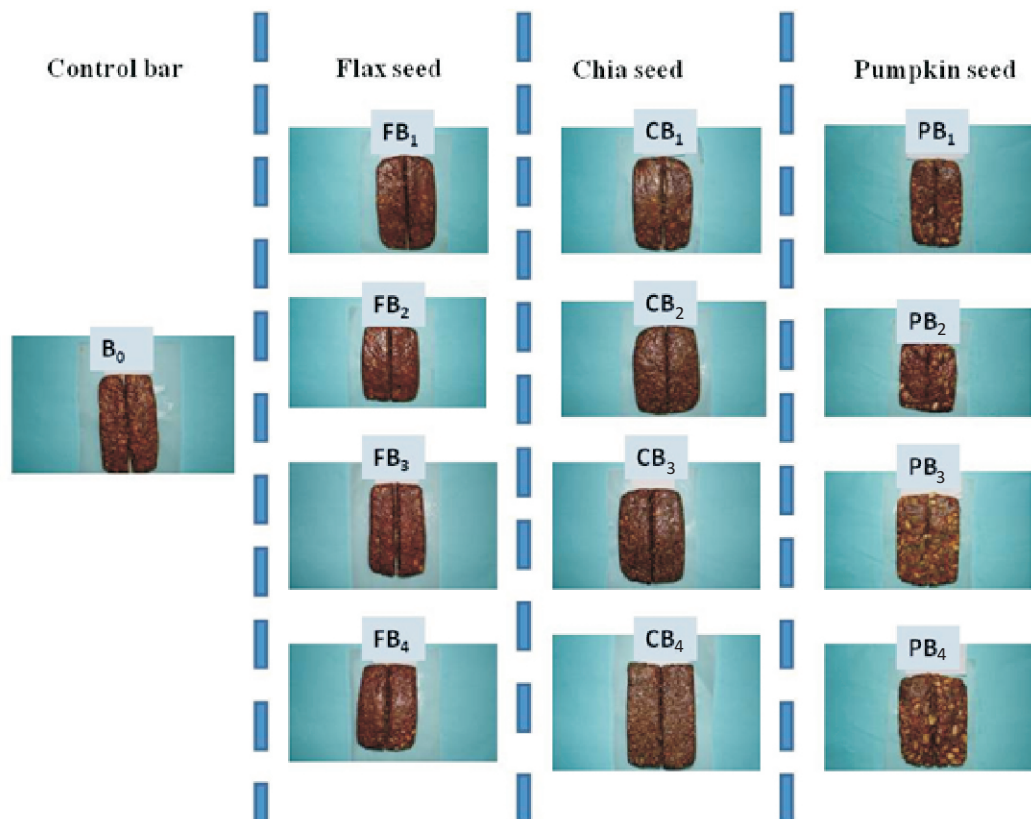 Control bar
Flax seed
Chia seed
Pumpkin seed
FB₁
CB₁
PB₁
FB₂
CB₂
PB₂
B₀
FB₃
CB₃
PB₃
FB₄
CB₄
PB₄